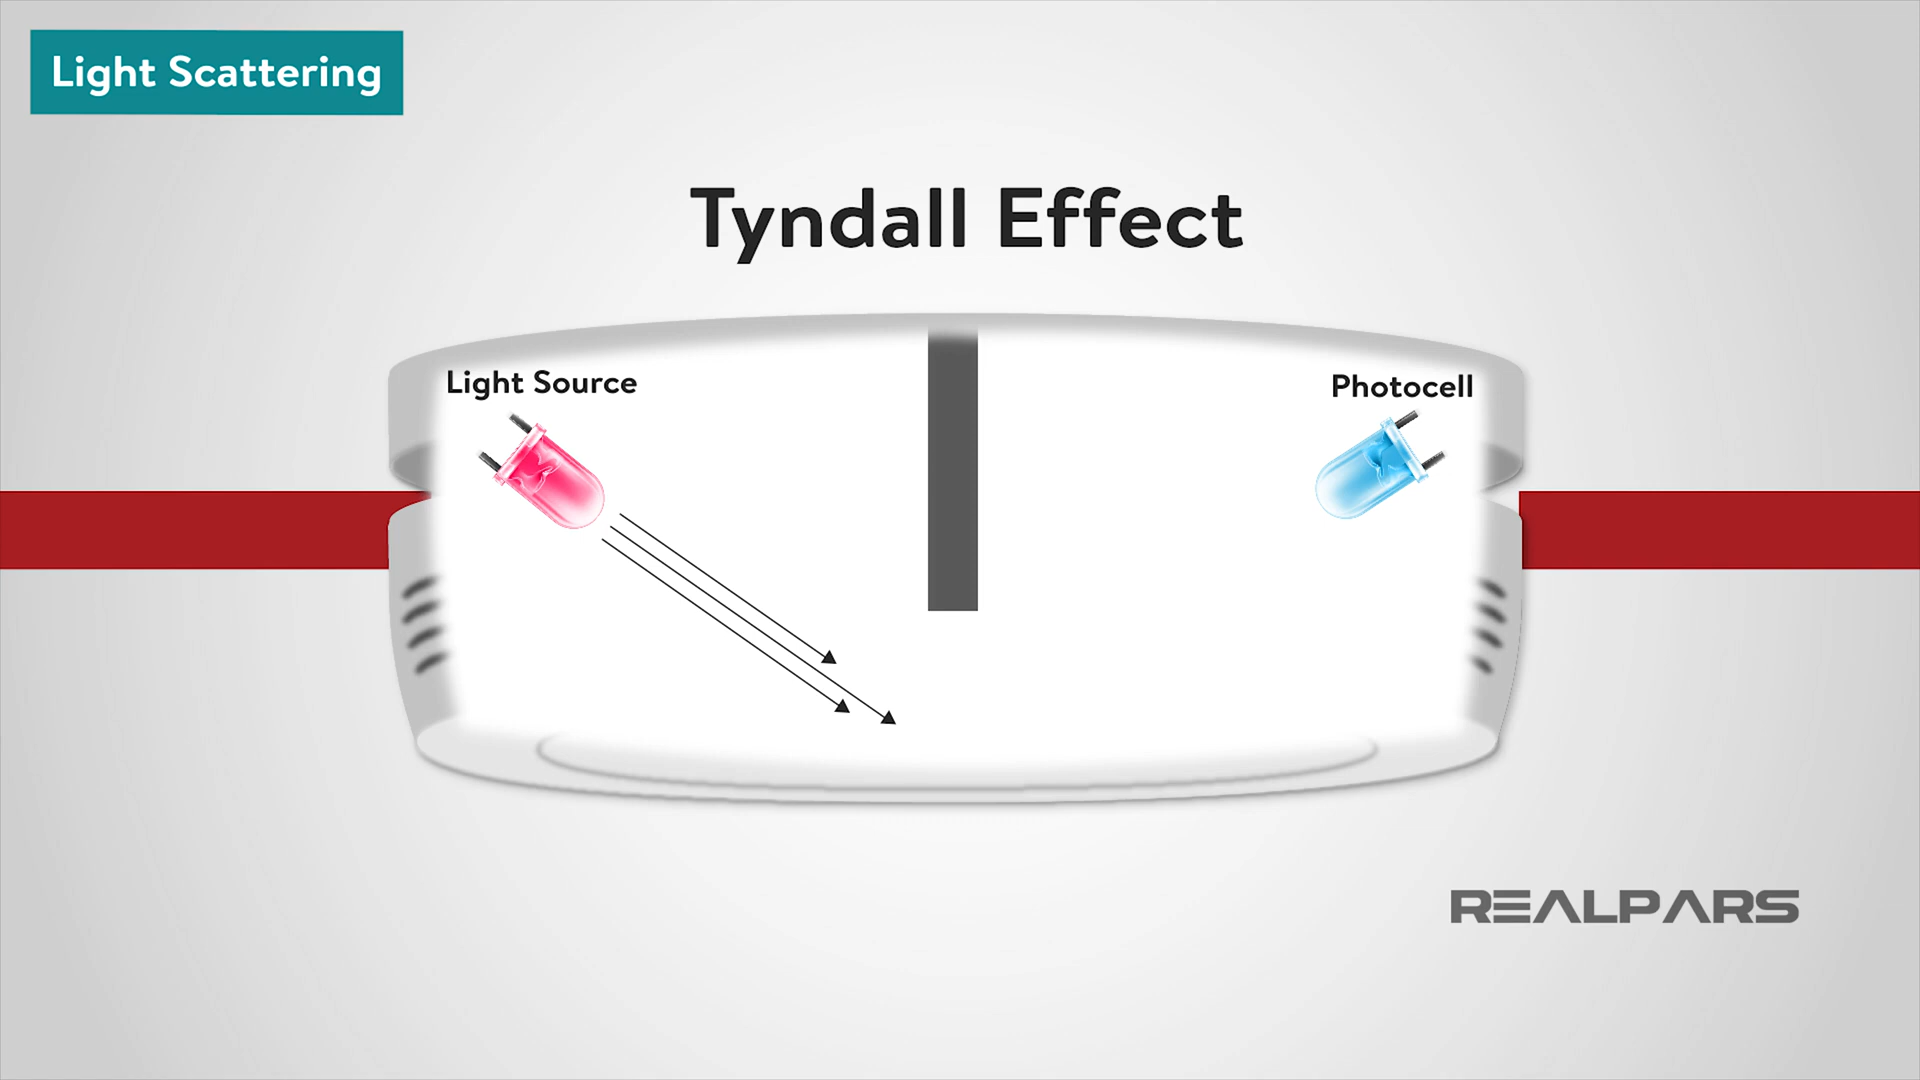 Light Scattering
Tyndall Effect
Light Source
Photocell
REALPARS